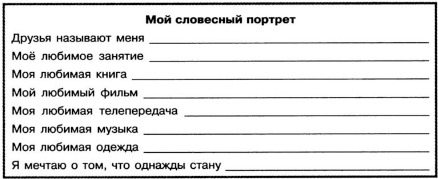 Мой словесный портрет
Друзья называют меня
Моё любимое занятие
Моя любимая книга
Мой любимый фильм
Моя любимая телепередача
Моя любимая музыка
Моя любимая одежда
Я мечтаю о том, что однажды стану